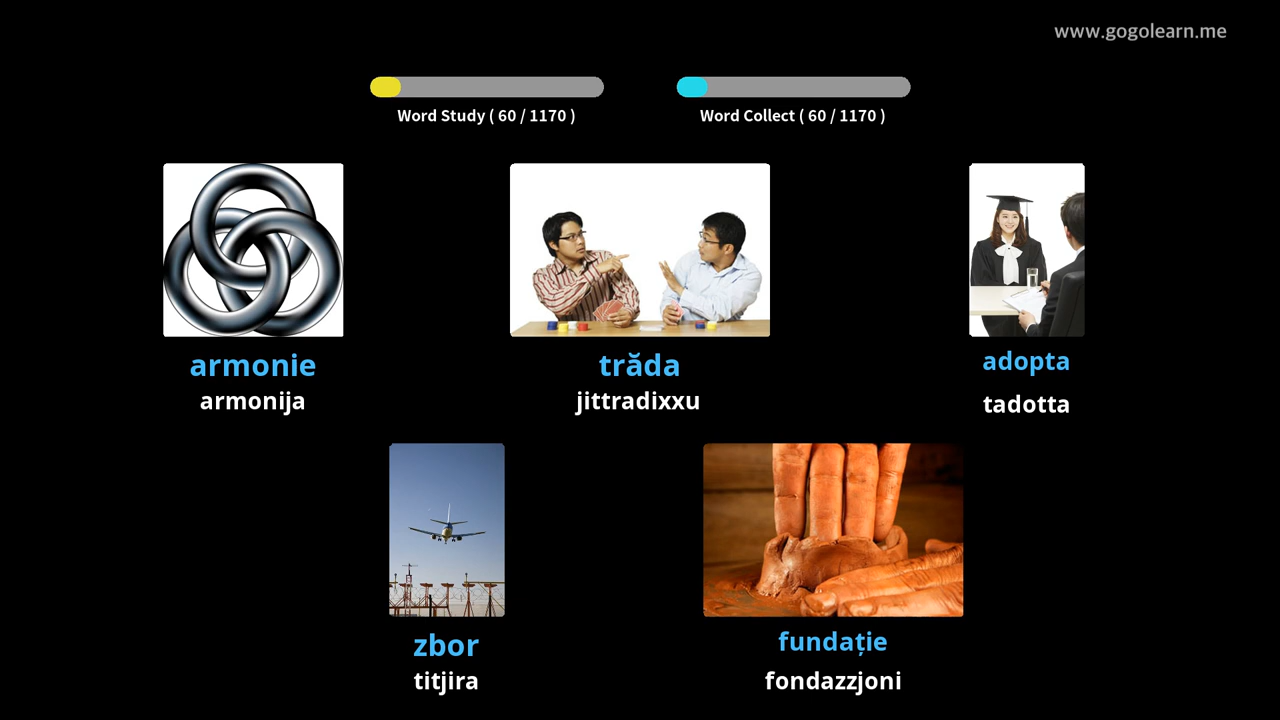 www.gogolearn.me
Word Study ( 60 / 1170 )
Word Collect ( 60 / 1170 )
armonie
armonija
trăda
jittradixxu
adopta
tadotta
zbor
titjira
fundație
fondazzjoni